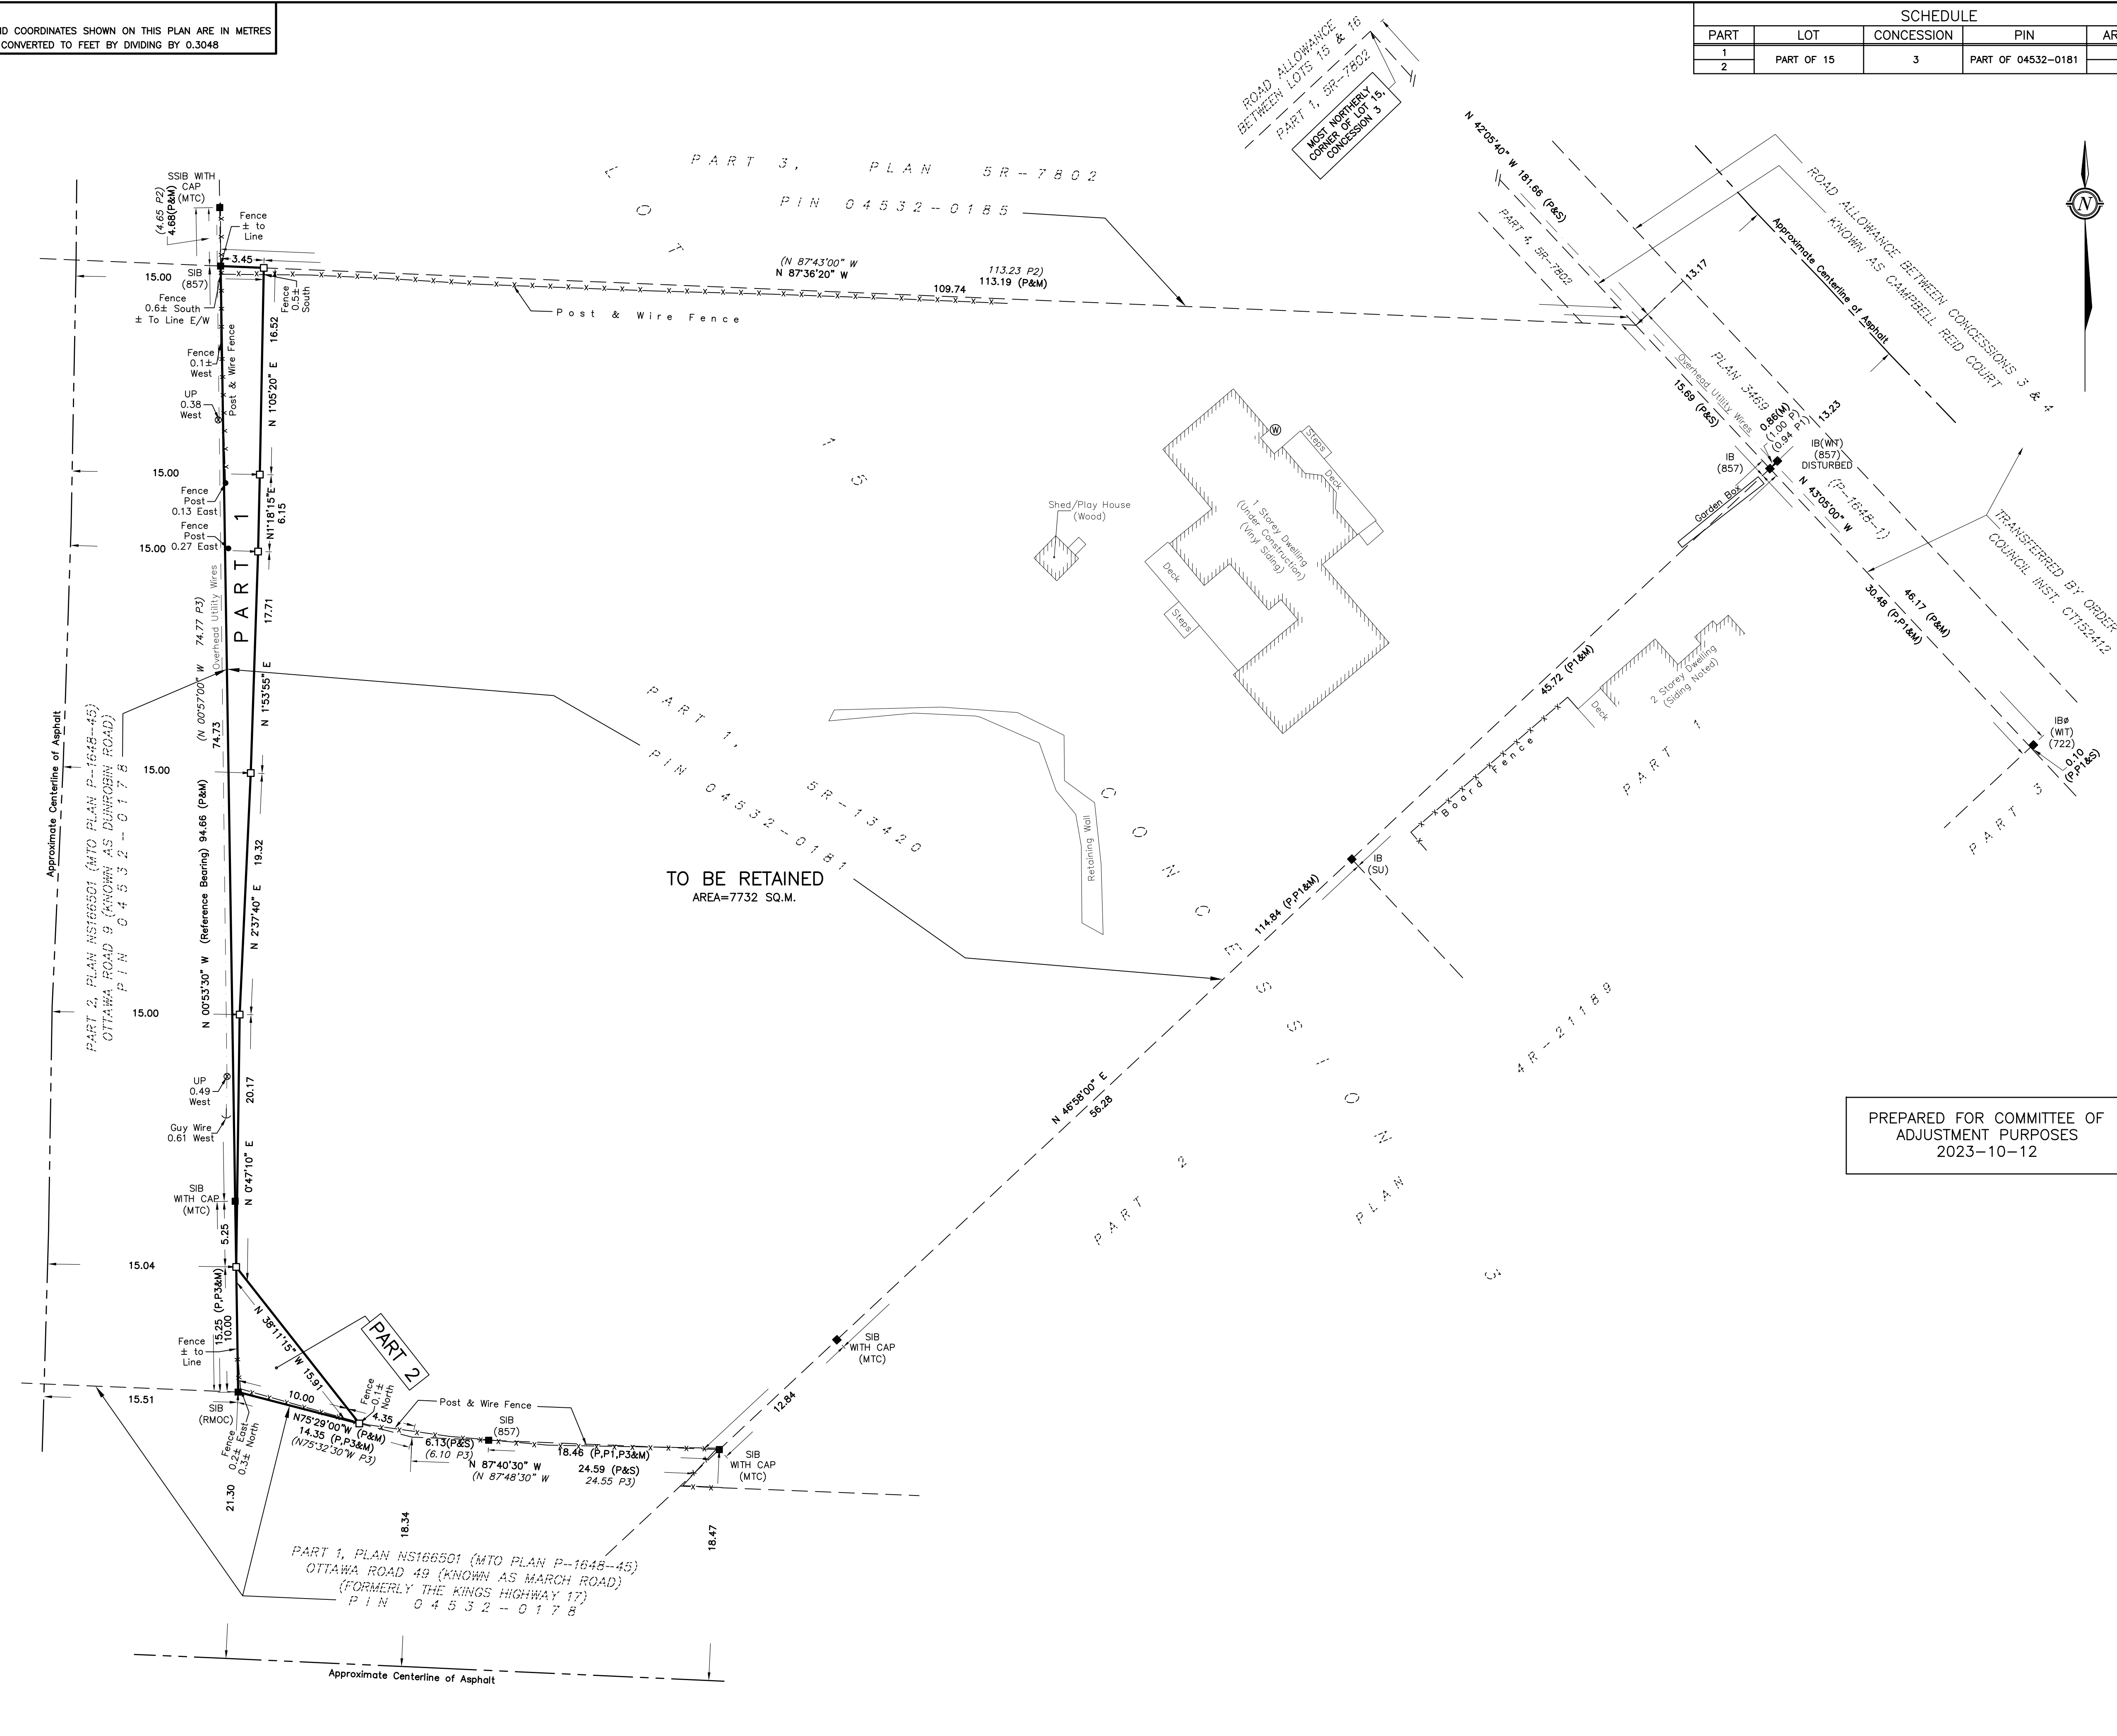 ID COORDINATES SHOWN ON THIS PLAN ARE IN METRES
CONVERTED TO FEET BY DIVIDING BY 0.3048
SCHEDULE
PART LOT CONCESSION PIN AR
1
2
PART OF 15 3 PART OF 04532-0181
ROAD ALLOWANCE
BETWEEN LOTS 15 & 16
PART 1, 5R-7802
MOST NORTHERLY
CORNER OF LOT 15,
CONCESSION 3
PART 3, PLAN 5R-7802
PIN 04532-0185
LOT
15
N 42°05'40" W 181.66 (P&S)
PART 4, 5R-7802
ROAD ALLOWANCE BETWEEN CONCESSIONS 3 & 4
KNOWN AS CAMPBELL REID COURT
Approximate Centerline of Asphalt
N
13.17
SSIB WITH
CAP
(MTC)
(4.65 P2)
4.68(P&M)
Fence
± to
Line
3.45
15.00
SIB
(857)
Fence
0.6± South
± To Line E/W
Fence
0.5±
South
(N 87°43'00" W 113.23 P2)
N 87°36'20" W 113.19 (P&M)
109.74
Post & Wire Fence
Post & Wire Fence
Fence
0.1±
West
UP
0.38
West
N 1°05'20" E 16.52
15.00
Fence
Post
0.13 East
Fence
Post
0.27 East
N1°18'15"E
6.15
15.00
PART 1
Overhead Utility Wires
(N 00°57'00" W 74.77 P3)
74.73
N 1°53'55" E 17.71
15.00
N 2°37'40" E 19.32
N 00°53'30" W (Reference Bearing) 94.66 (P&M)
Approximate Centerline of Asphalt
PART 2, PLAN NS166501 (MTO PLAN P-1648-45)
OTTAWA ROAD 9 (KNOWN AS DUNROBIN ROAD)
PIN 04532-0178
15.00
UP
0.49
West
Guy Wire
0.61 West
N 0°47'10" E 20.17
SIB
WITH CAP
(MTC)
5.25
15.04
15.25 (P,P3&M)
10.00
Fence
± to
Line
N 38°11'15" W 15.91
PART 2
15.51
SIB
(RMOC)
Fence
0.2± East
0.3± North
10.00
Fence
0.1±
North
4.35
N75°29'00"W (P&M)
14.35 (P,P3&M)
(N75°32'30"W P3)
Post & Wire Fence
SIB
(857)
6.13(P&S)
(6.10 P3)
N 87°40'30" W
(N 87°48'30" W
18.46 (P,P1,P3&M)
24.59 (P&S)
24.55 P3)
SIB
WITH CAP
(MTC)
21.30
18.34
18.47
PART 1, PLAN NS166501 (MTO PLAN P-1648-45)
OTTAWA ROAD 49 (KNOWN AS MARCH ROAD)
(FORMERLY THE KINGS HIGHWAY 17)
PIN 04532-0178
Approximate Centerline of Asphalt
PART 1, 5R-13420
PIN 04532-0181
TO BE RETAINED
AREA=7732 SQ.M.
Shed/Play House
(Wood)
W
Steps
Deck
1 Storey Dwelling
(Under Construction)
(Vinyl Siding)
Deck
Steps
Retaining Wall
CONCESSION 3
Overhead Utility Wires
PLAN 3469
15.69 (P&S)
0.86(M)
(1.00 P)
(0.94 P1)
13.23
IB
(857)
IB(WIT)
(857)
DISTURBED
(P-1648-1)
N 43°05'00" W
Garden Box
TRANSFERRED BY ORDER
COUNCIL INST. CT152412
46.17 (P&M)
30.48 (P,P1&M)
IBø
(WIT)
(722)
0.10
(P,P1&S)
PART 3
45.72 (P1&M)
2 Storey Dwelling
(Siding Noted)
Deck
Board Fence
PART 1
IB
(SU)
114.84 (P,P1&M)
N 46°58'00" E
56.28
4R-21189
PLAN
PART 2
SIB
WITH CAP
(MTC)
12.84
PREPARED FOR COMMITTEE OF
ADJUSTMENT PURPOSES
2023-10-12